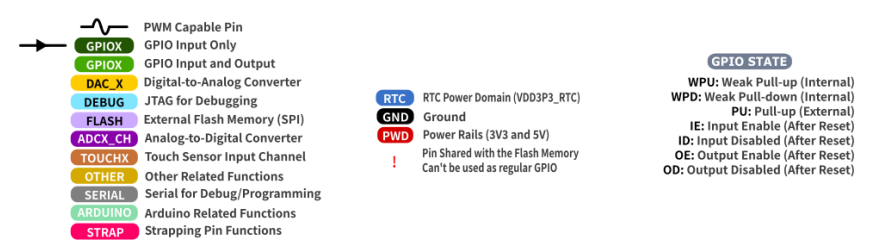 PWM Capable Pin
GPIOX GPIO Input Only
GPIOX GPIO Input and Output
DAC_X Digital-to-Analog Converter
DEBUG JTAG for Debugging
FLASH External Flash Memory (SPI)
ADCX_CH Analog-to-Digital Converter
TOUCHX Touch Sensor Input Channel
OTHER Other Related Functions
SERIAL Serial for Debug/Programming
ARDUINO Arduino Related Functions
STRAP Strapping Pin Functions
RTC RTC Power Domain (VDD3P3_RTC)
GND Ground
PWD Power Rails (3V3 and 5V)
! Pin Shared with the Flash Memory
Can't be used as regular GPIO
GPIO STATE
WPU: Weak Pull-up (Internal)
WPD: Weak Pull-down (Internal)
PU: Pull-up (External)
IE: Input Enable (After Reset)
ID: Input Disabled (After Reset)
OE: Output Enable (After Reset)
OD: Output Disabled (After Reset)